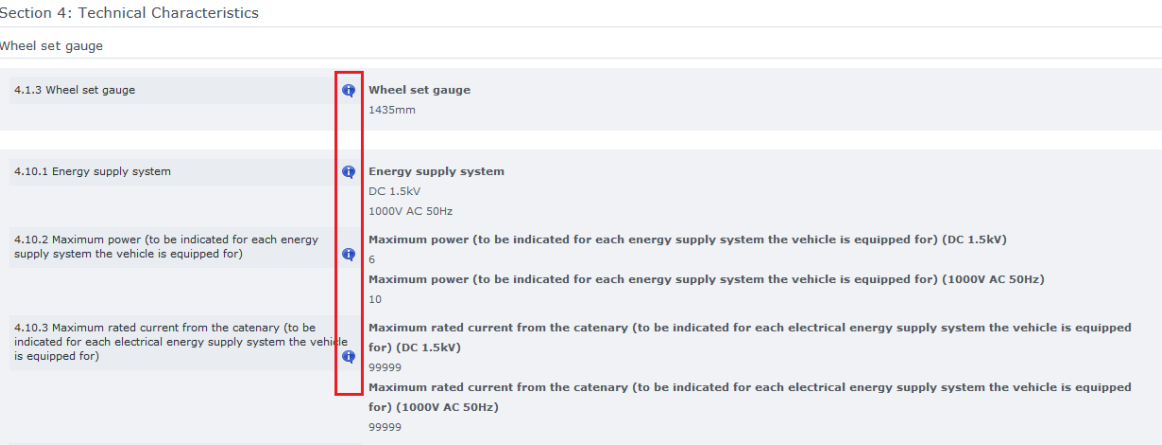 Section 4: Technical Characteristics
Wheel set gauge
4.1.3 Wheel set gauge
Wheel set gauge
1435mm
4.10.1 Energy supply system
Energy supply system
DC 1.5kV
1000V AC 50Hz
4.10.2 Maximum power (to be indicated for each energy
supply system the vehicle is equipped for)
Maximum power (to be indicated for each energy supply system the vehicle is equipped for) (DC 1.5kV)
6
Maximum power (to be indicated for each energy supply system the vehicle is equipped for) (1000V AC 50Hz)
10
4.10.3 Maximum rated current from the catenary (to be
indicated for each electrical energy supply system the vehicle
is equipped for)
Maximum rated current from the catenary (to be indicated for each electrical energy supply system the vehicle is equipped
for) (DC 1.5kV)
99999
Maximum rated current from the catenary (to be indicated for each electrical energy supply system the vehicle is equipped
for) (1000V AC 50Hz)
99999